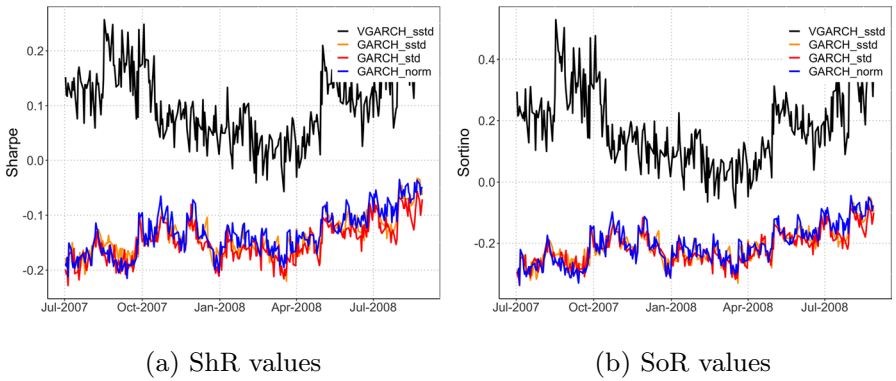 VGARCH_sstd
GARCH_sstd
GARCH_std
GARCH_norm
0.2
0.1
0.0
-0.1
-0.2
Sharpe
Jul-2007 Oct-2007 Jan-2008 Apr-2008 Jul-2008
(a) ShR values
VGARCH_sstd
GARCH_sstd
GARCH_std
GARCH_norm
0.4
0.2
0.0
-0.2
Sortino
Jul-2007 Oct-2007 Jan-2008 Apr-2008 Jul-2008
(b) SoR values